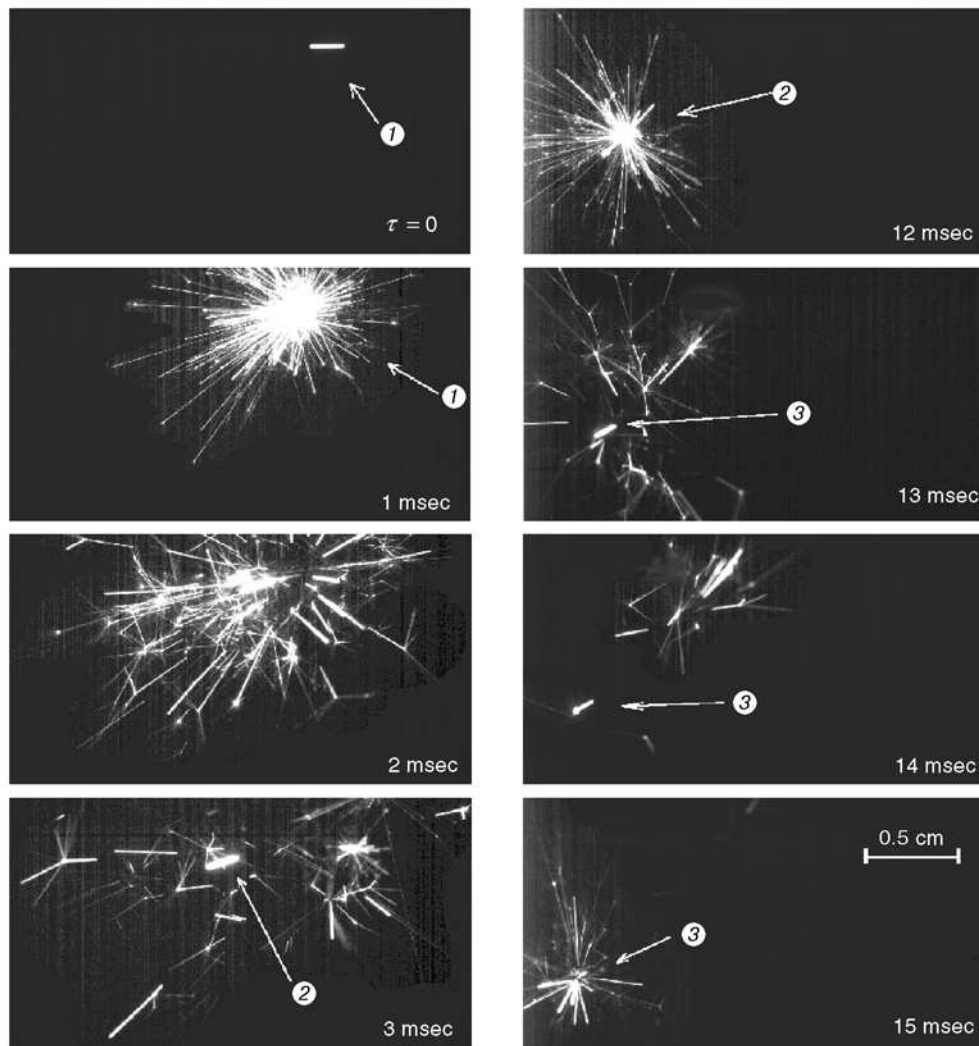 1
τ = 0
1
1 msec
2 msec
2
3 msec
2
12 msec
3
13 msec
3
14 msec
0.5 cm
3
15 msec